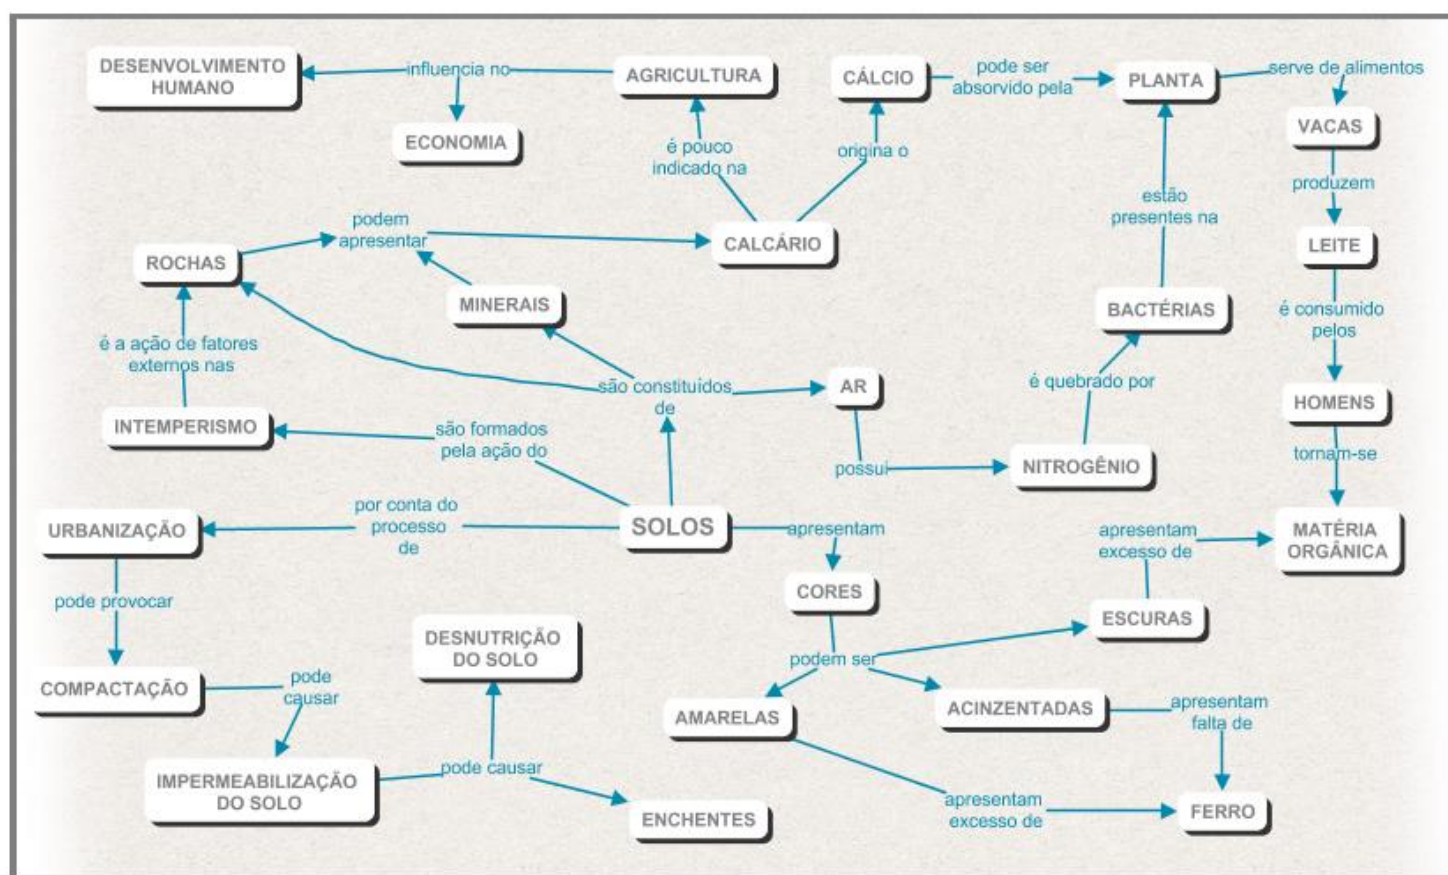 DESENVOLVIMENTO
HUMANO
influencia no
AGRICULTURA
CÁLCIO
pode ser
absorvido pela
PLANTA
serve de alimentos
ECONOMIA
é pouco
indicado na
origina o
VACAS
produzem
estão
presentes na
podem
apresentar
CALCÁRIO
LEITE
ROCHAS
MINERAIS
BACTÉRIAS
é consumido
pelos
é a ação de fatores
externos nas
são constituídos
de
AR
é quebrado por
HOMENS
INTEMPERISMO
são formados
pela ação do
possui
NITROGÊNIO
tornam-se
URBANIZAÇÃO
por conta do
processo
de
SOLOS
apresentam
apresentam
excesso de
MATÉRIA
ORGÂNICA
pode provocar
CORES
ESCURAS
DESNUTRIÇÃO
DO SOLO
podem ser
COMPACTAÇÃO
pode
causar
AMARELAS
ACINZENTADAS
apresentam
falta de
IMPERMEABILIZAÇÃO
DO SOLO
pode causar
ENCHENTES
apresentam
excesso de
FERRO